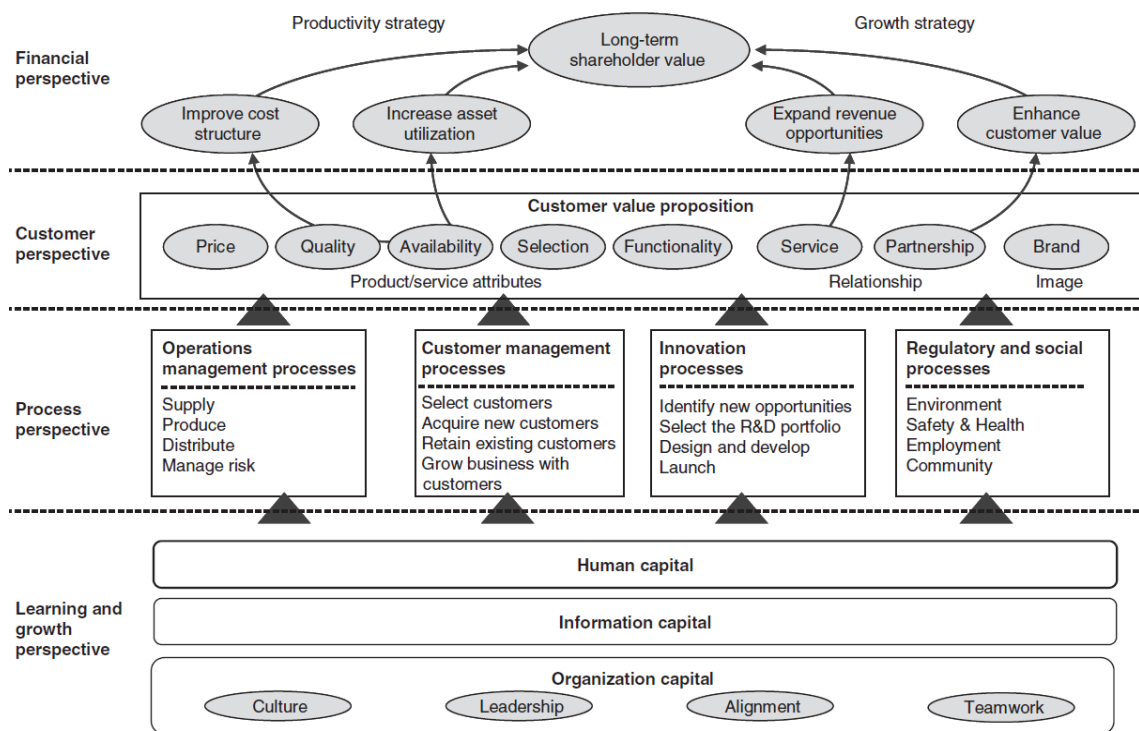 Productivity strategy
Growth strategy
Financial
perspective
Long-term
shareholder value
Improve cost
structure
Increase asset
utilization
Expand revenue
opportunities
Enhance
customer value
Customer
perspective
Customer value proposition
Price
Quality
Availability
Selection
Functionality
Service
Partnership
Brand
Product/service attributes
Relationship
Image
Process
perspective
Operations
management processes
Supply
Produce
Distribute
Manage risk
Customer management
processes
Select customers
Acquire new customers
Retain existing customers
Grow business with
customers
Innovation
processes
Identify new opportunities
Select the R&D portfolio
Design and develop
Launch
Regulatory and social
processes
Environment
Safety & Health
Employment
Community
Learning and
growth
perspective
Human capital
Information capital
Organization capital
Culture
Leadership
Alignment
Teamwork